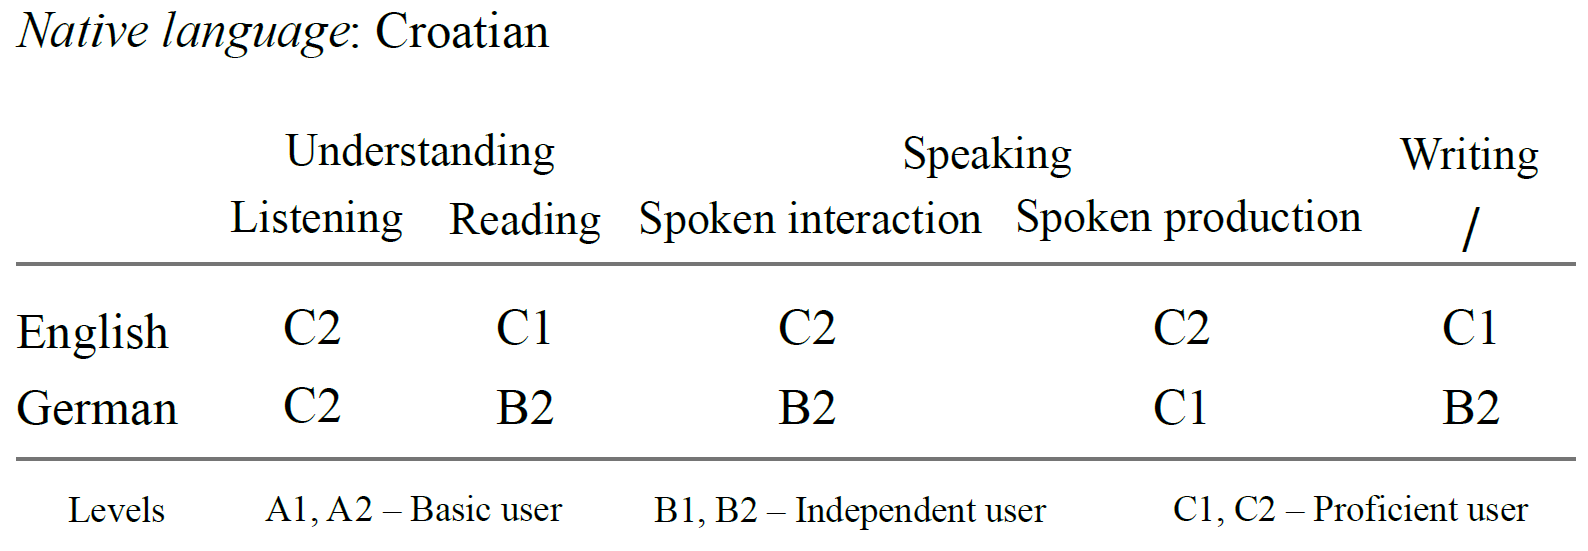 Native language: Croatian
Understanding Speaking Writing
Listening Reading Spoken interaction Spoken production /
English C2 C1 C2 C2 C1
German C2 B2 B2 C1 B2
Levels A1, A2 – Basic user B1, B2 – Independent user C1, C2 – Proficient user